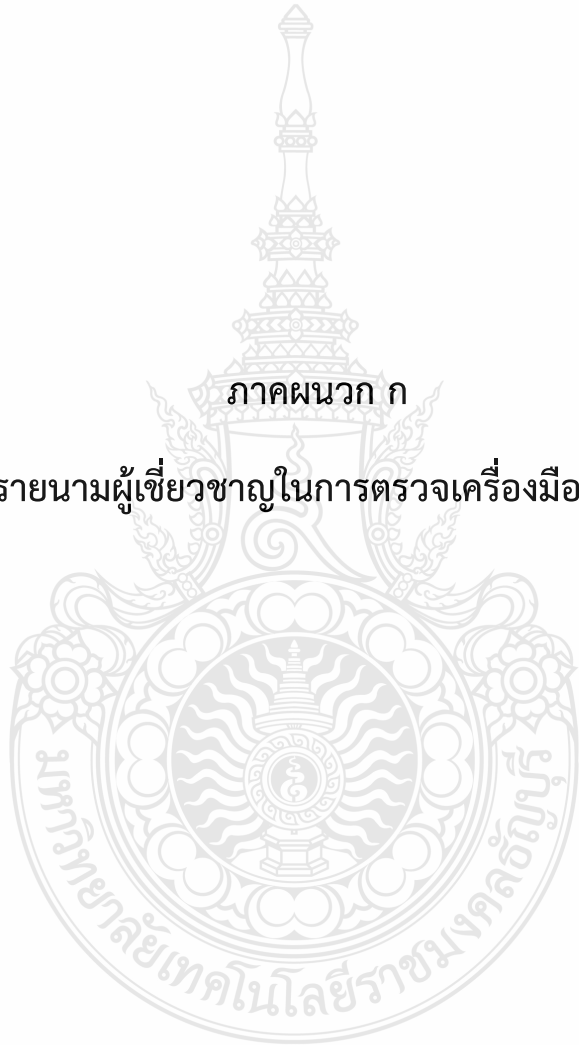 ภาคผนวก ก
รายนามผู้เชี่ยวชาญในการตรวจเครื่องมือ
มหาวิทยาลัยเทคโนโลยีราชมงคลธัญบุรี